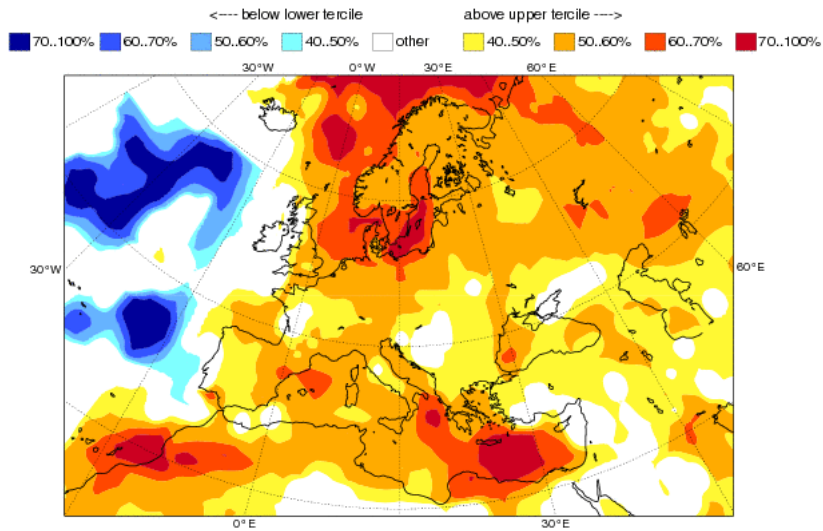 <---- below lower tercile above upper tercile ---->
70..100% 60..70% 50..60% 40..50% other 40..50% 50..60% 60..70% 70..100%
30°W 0°W 30°E 60°E
30°W 60°E
0°E 30°E